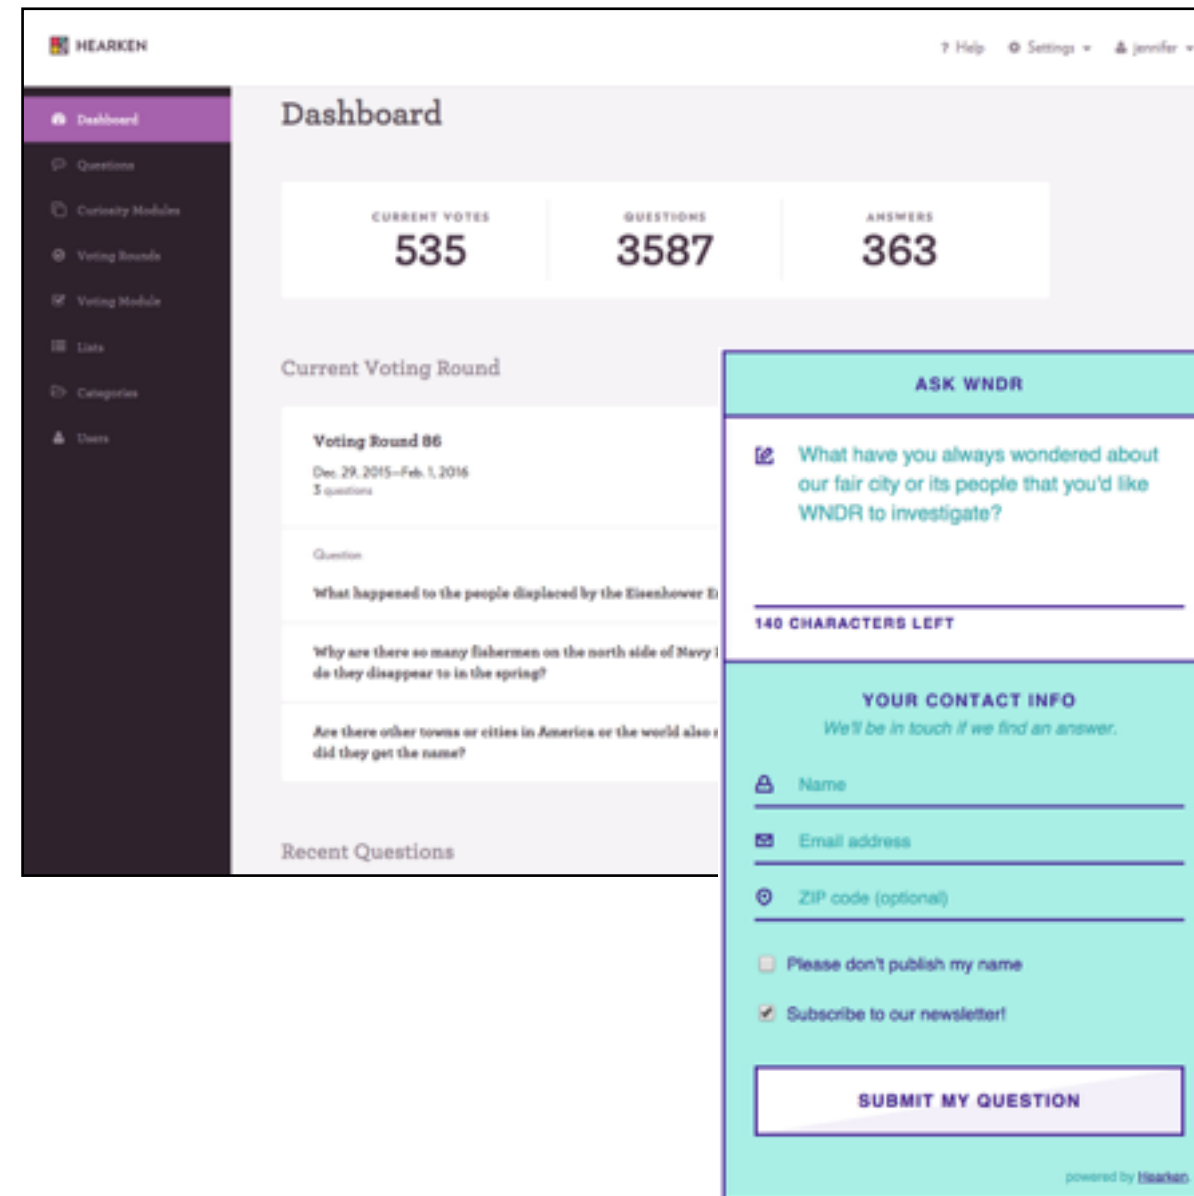 HEARKEN
? Help Settings jennifer
Dashboard
Questions
Curiosity Modules
Voting Rounds
Voting Module
Lists
Categories
Users
Dashboard
CURRENT VOTES
535
QUESTIONS
3587
ANSWERS
363
Current Voting Round
Voting Round 86
Dec. 29, 2015—Feb. 1, 2016
3 questions
Question
What happened to the people displaced by the Eisenhower
Why are there so many fishermen on the north side of Navy
do they disappear to in the spring?
Are there other towns or cities in America or the world also
did they get the name?
Recent Questions
ASK WNDR
What have you always wondered about
our fair city or its people that you'd like
WNDR to investigate?
140 CHARACTERS LEFT
YOUR CONTACT INFO
We'll be in touch if we find an answer.
Name
Email address
ZIP code (optional)
Please don't publish my name
Subscribe to our newsletter!
SUBMIT MY QUESTION
powered by Hearken